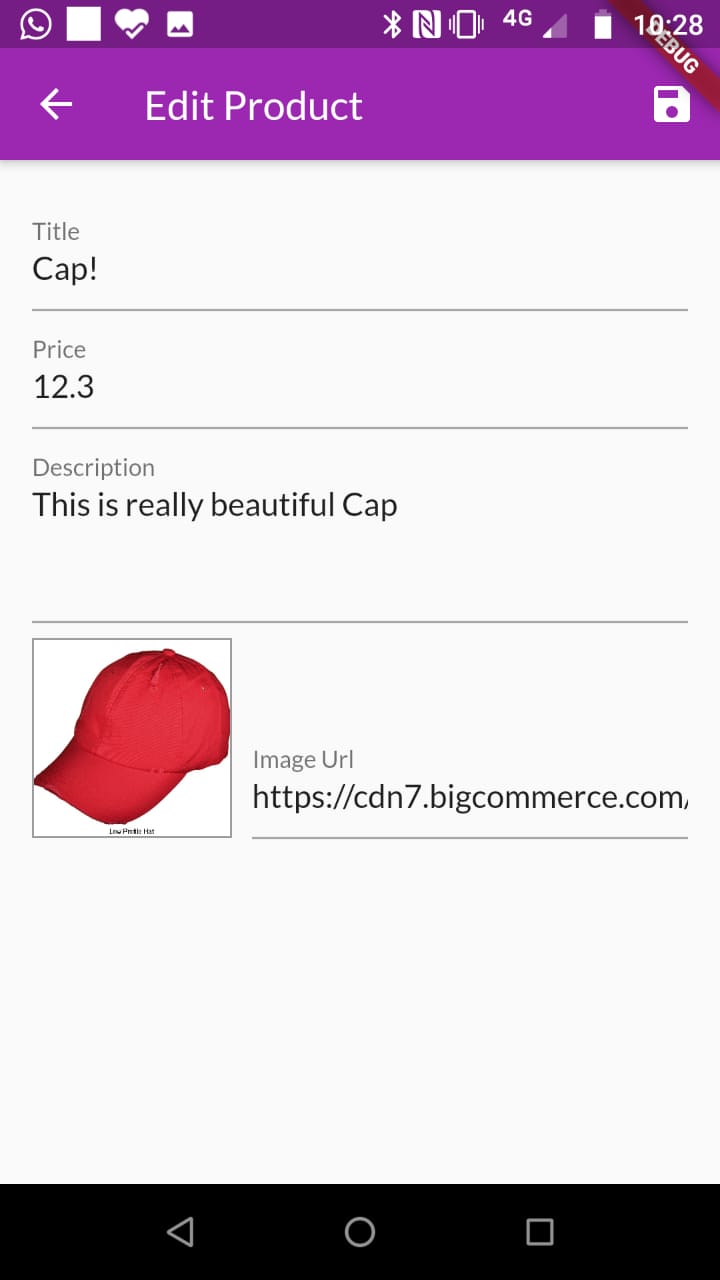 4G 10:28
DEBUG
Edit Product
Title
Cap!
Price
12.3
Description
This is really beautiful Cap
Image Url
https://cdn7.bigcommerce.com/
Low Profile Hat